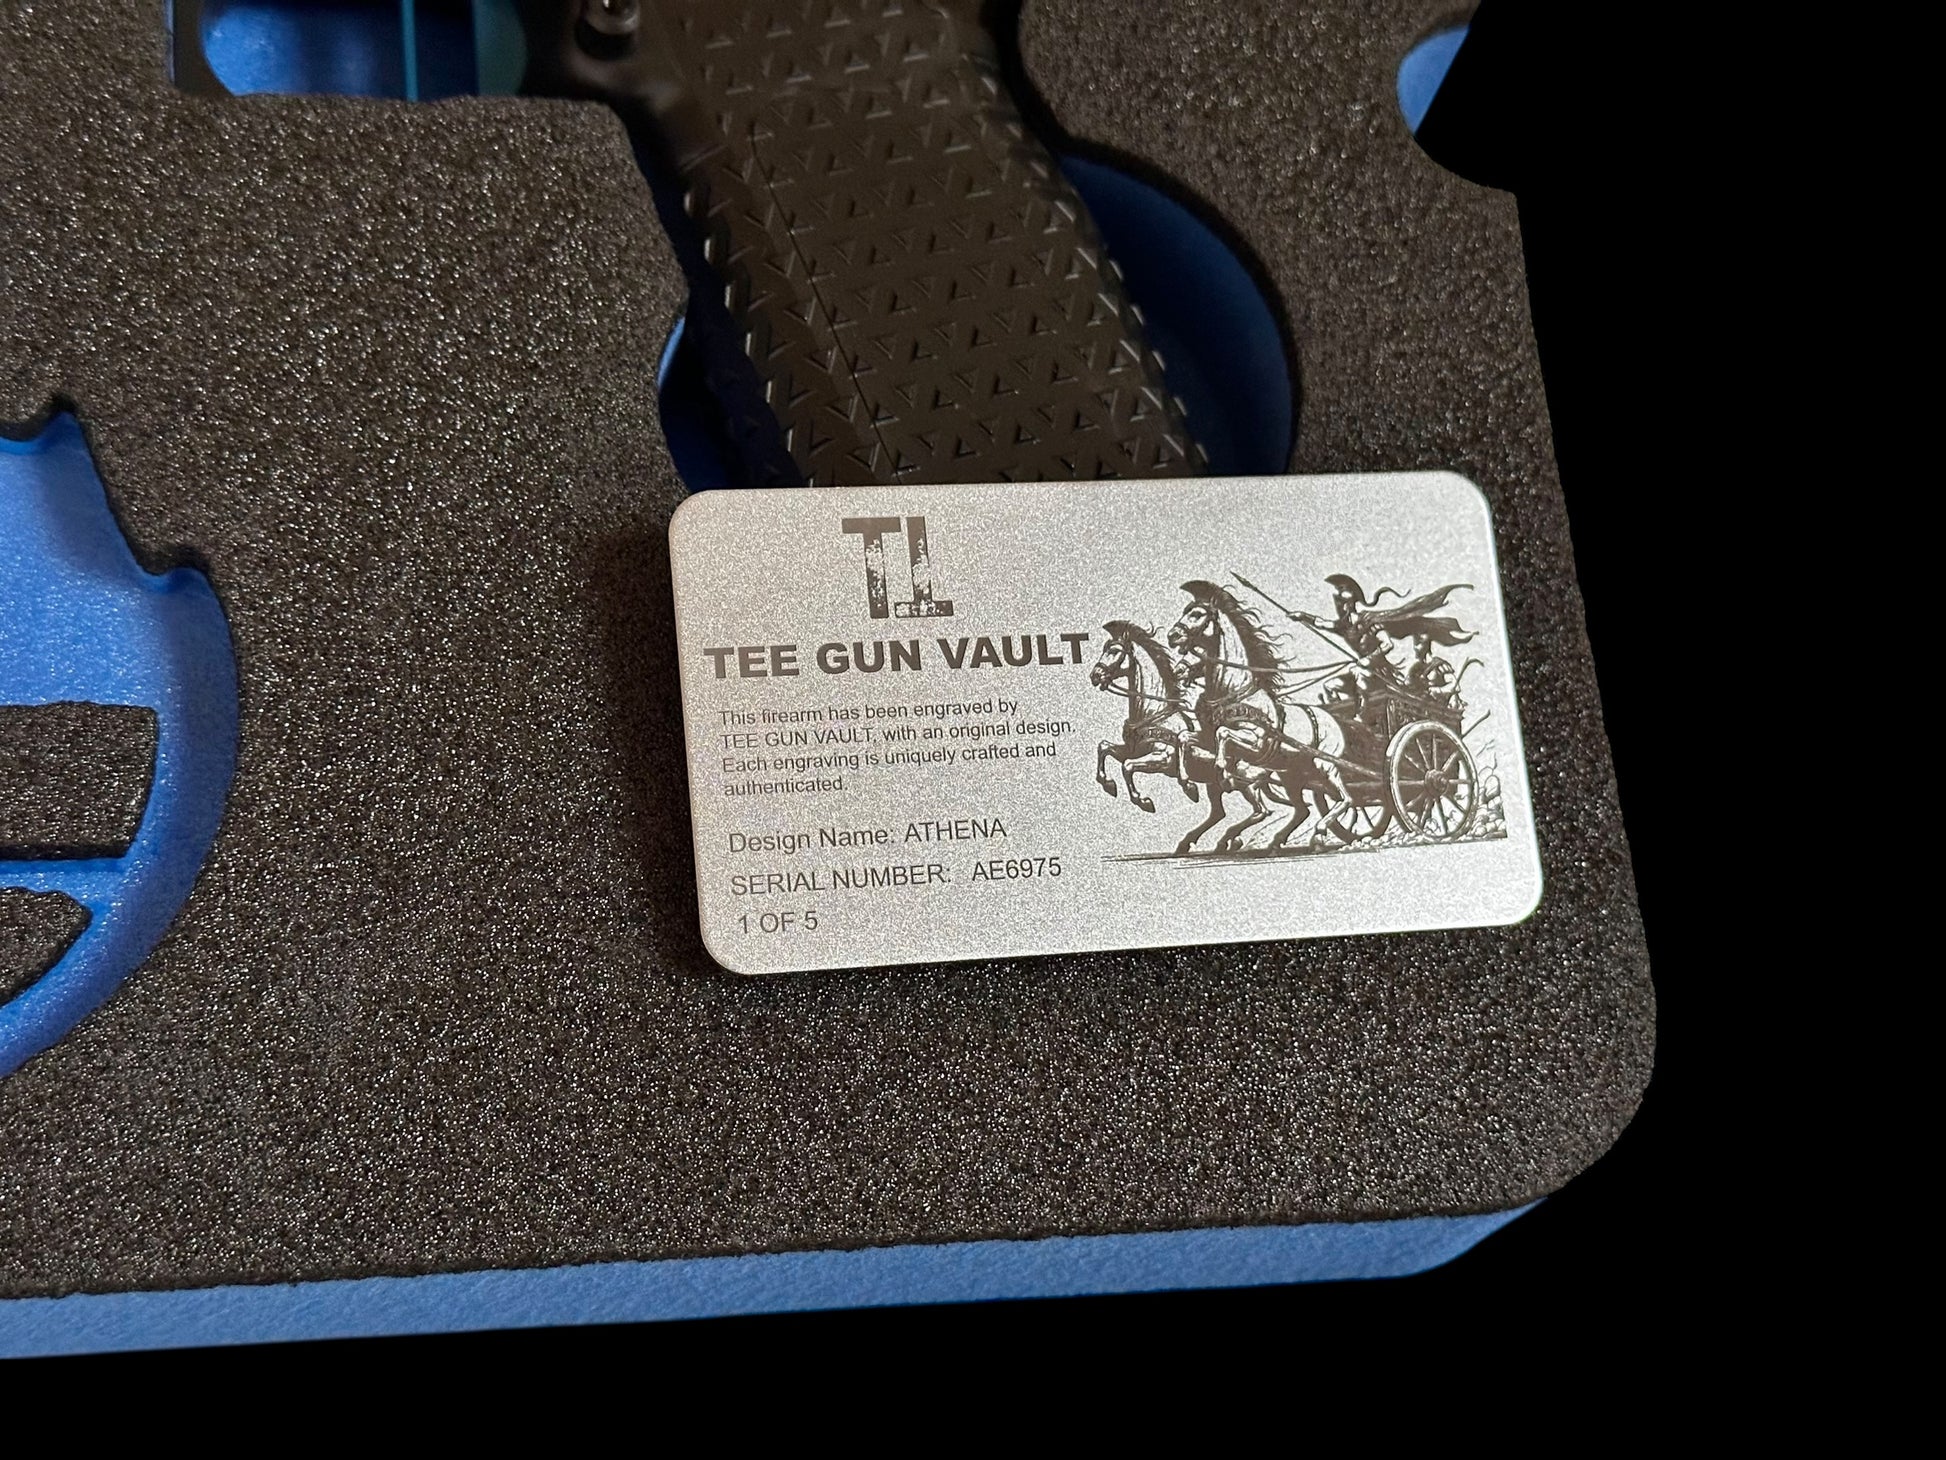 TL
TEE GUN VAULT
This firearm has been engraved by
TEE GUN VAULT, with an original design.
Each engraving is uniquely crafted and
authenticated.
Design Name: ATHENA
SERIAL NUMBER: AE6975
1 OF 5